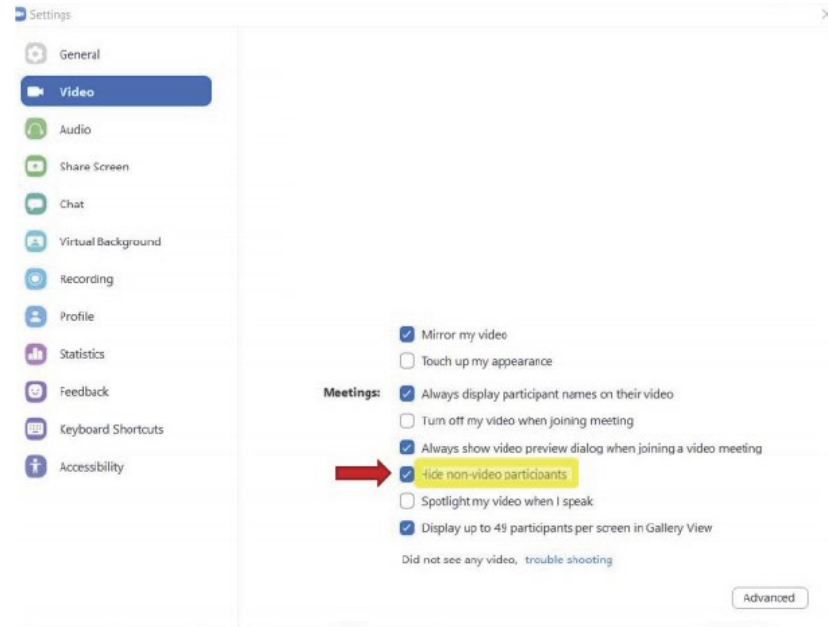 Settings
General
Video
Audio
Share Screen
Chat
Virtual Background
Recording
Profile
Statistics
Feedback
Keyboard Shortcuts
Accessibility
Mirror my video
Touch up my appearance
Meetings: Always display participant names on their video
Turn off my video when joining meeting
Always show video preview dialog when joining a video meeting
Hide non-video participants
Spotlight my video when I speak
Display up to 49 participants per screen in Gallery View
Did not see any video, trouble shooting
Advanced